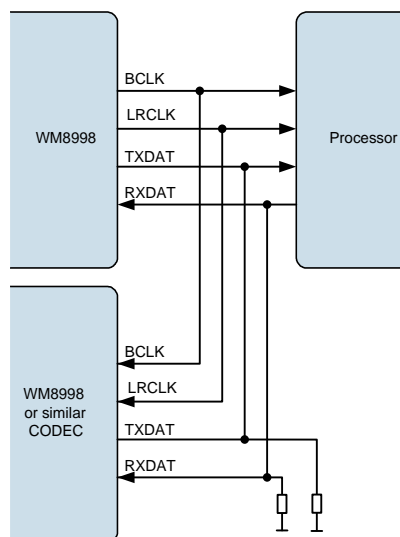 BCLK
LRCLK
WM8998
Processor
TXDAT
RXDAT
BCLK
LRCLK
WM8998
or similar
CODEC
TXDAT
RXDAT